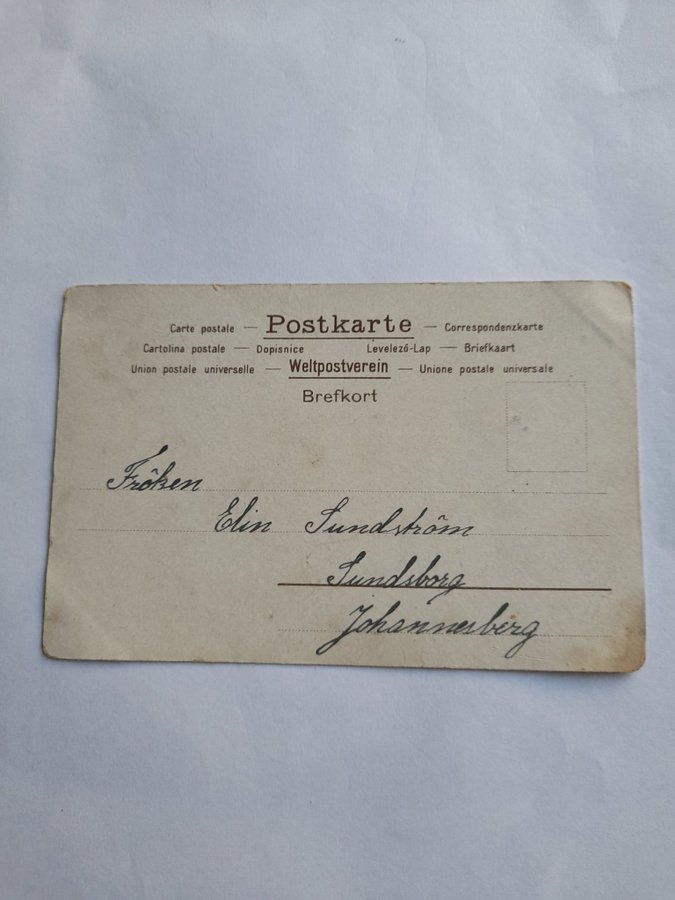 Carte postale — Postkarte — Correspondenzkarte
Cartolina postale — Dopisnice Levelező-Lap — Briefkaart
Union postale universelle — Weltpostverein — Unione postale universale
Brefkort
Fröken
Elin Sundström
Sundsborg
Johannesberg